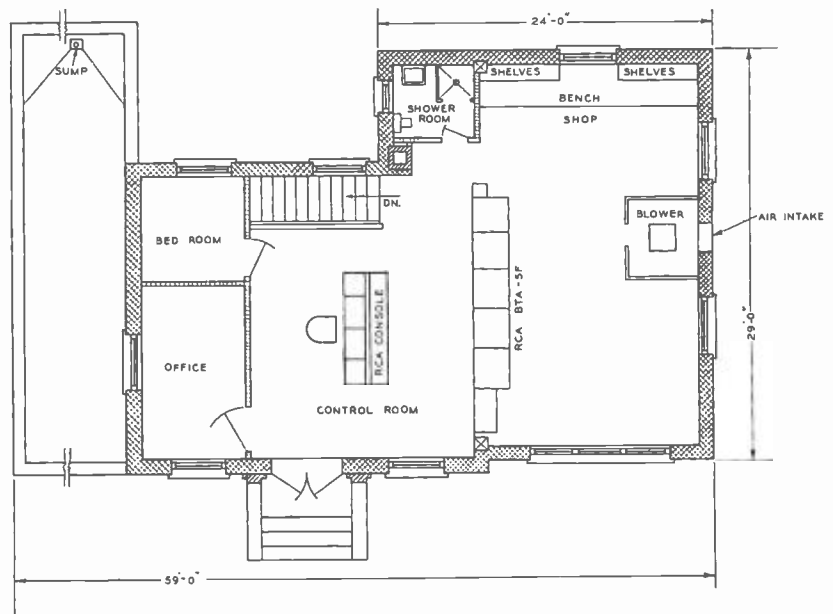 24'-0"
SUMP
SHELVES
SHELVES
BENCH
SHOWER
ROOM
SHOP
DN.
BLOWER
AIR INTAKE
BED ROOM
RCA BTA-5F
RCA CONSOLE
29'-0"
OFFICE
CONTROL ROOM
59'-0"